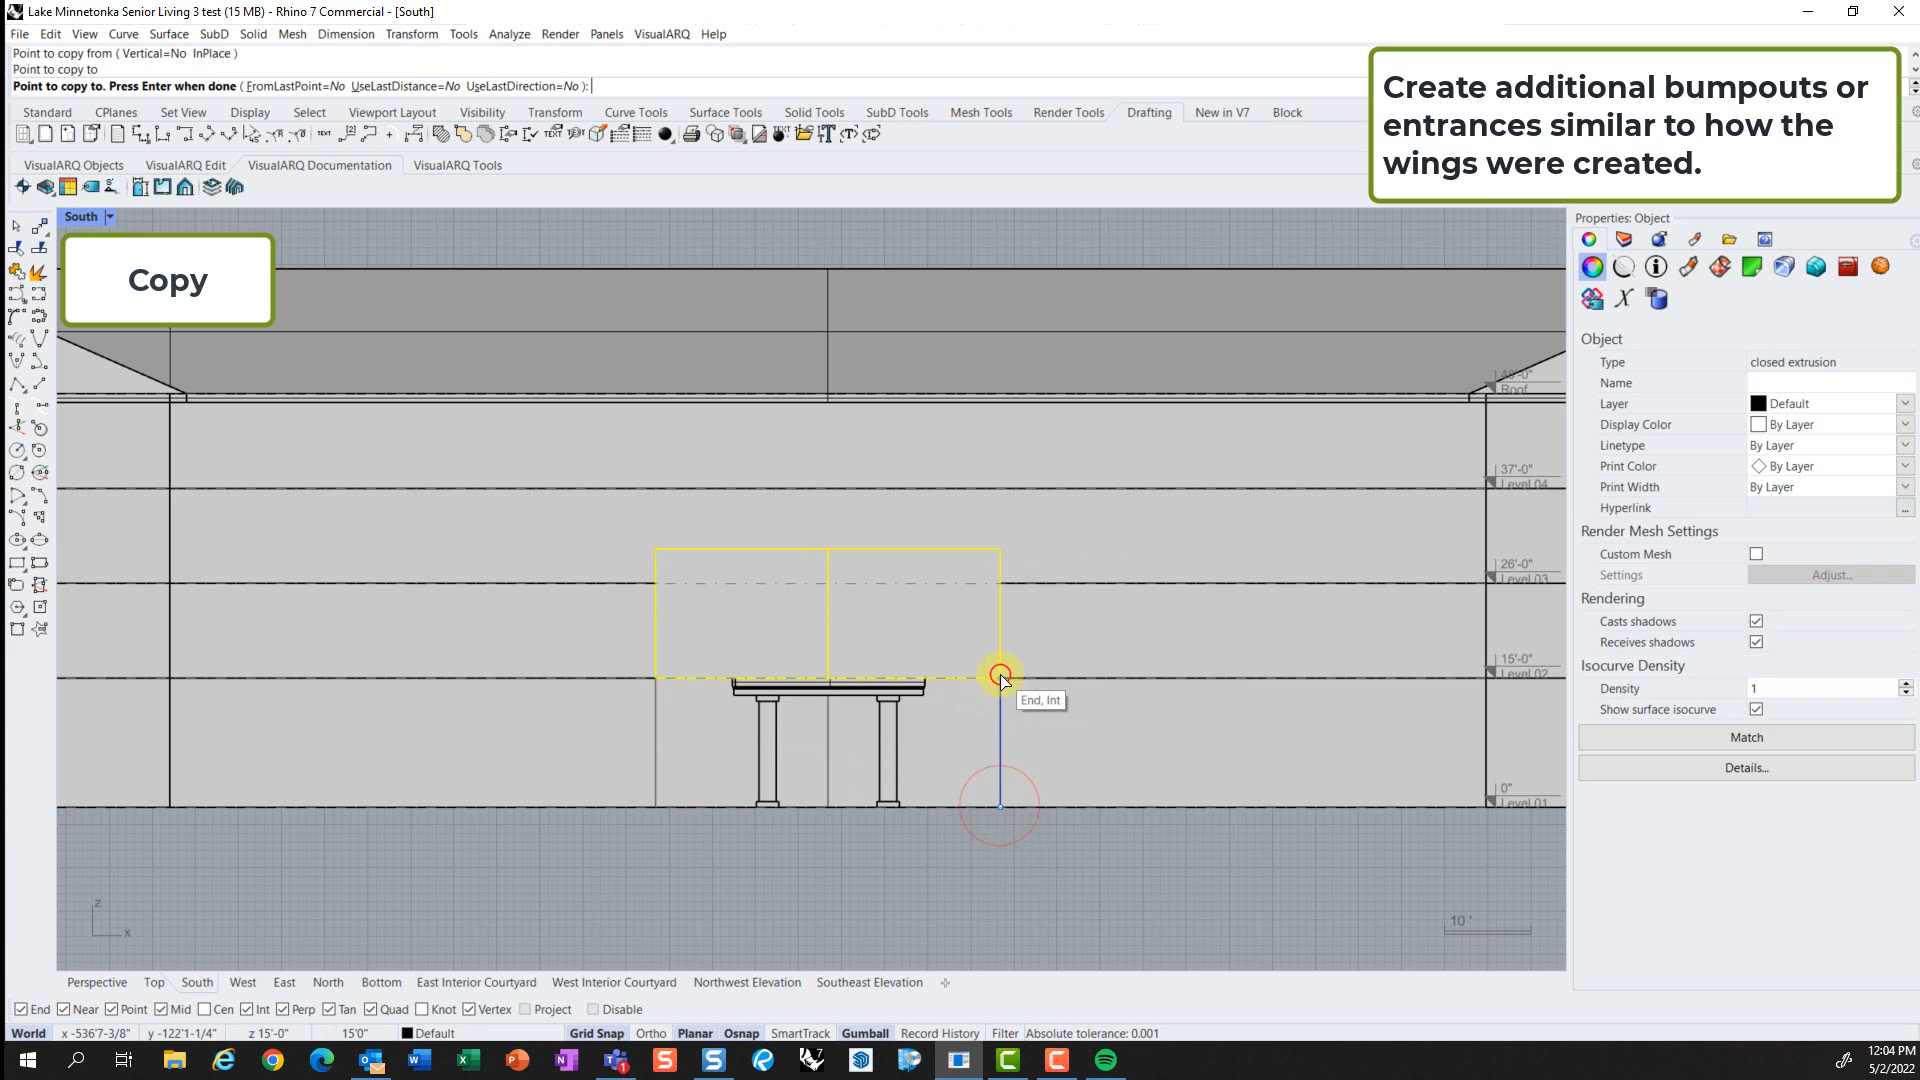 Lake Minnetonka Senior Living 3 test (15 MB) - Rhino 7 Commercial - [South]
File Edit View Curve Surface SubD Solid Mesh Dimension Transform Tools Analyze Render Panels VisualARQ Help
Point to copy from ( Vertical=No InPlace )
Point to copy to
Point to copy to. Press Enter when done ( FromLastPoint=No UseLastDistance=No UseLastDirection=No ):
Create additional bumpouts or
entrances similar to how the
wings were created.
Standard CPlanes Set View Display Select Viewport Layout Visibility Transform Curve Tools Surface Tools Solid Tools SubD Tools Mesh Tools Render Tools Drafting New in V7 Block
VisualARQ Objects VisualARQ Edit VisualARQ Documentation VisualARQ Tools
South
Copy
Properties: Object
Object
Type closed extrusion
Name
Layer Default
Display Color By Layer
Linetype By Layer
Print Color By Layer
Print Width By Layer
Hyperlink ...
Render Mesh Settings
Custom Mesh
Settings Adjust...
Rendering
Casts shadows
Receives shadows
Isocurve Density
Density 1
Show surface isocurve
Match
Details...
Roof
37'-0"
Level 04
26'-0"
Level 03
15'-0"
Level 02
0"
Level 01
End, Int
z
x
10 '
Perspective Top South West East North Bottom East Interior Courtyard West Interior Courtyard Northwest Elevation Southeast Elevation
End Near Point Mid Cen Int Perp Tan Quad Knot Vertex Project Disable
World x -536'7-3/8" y -122'1-1/4" z 15'-0" 15'0" Default Grid Snap Ortho Planar Osnap SmartTrack Gumball Record History Filter Absolute tolerance: 0.001
12:04 PM
5/2/2022